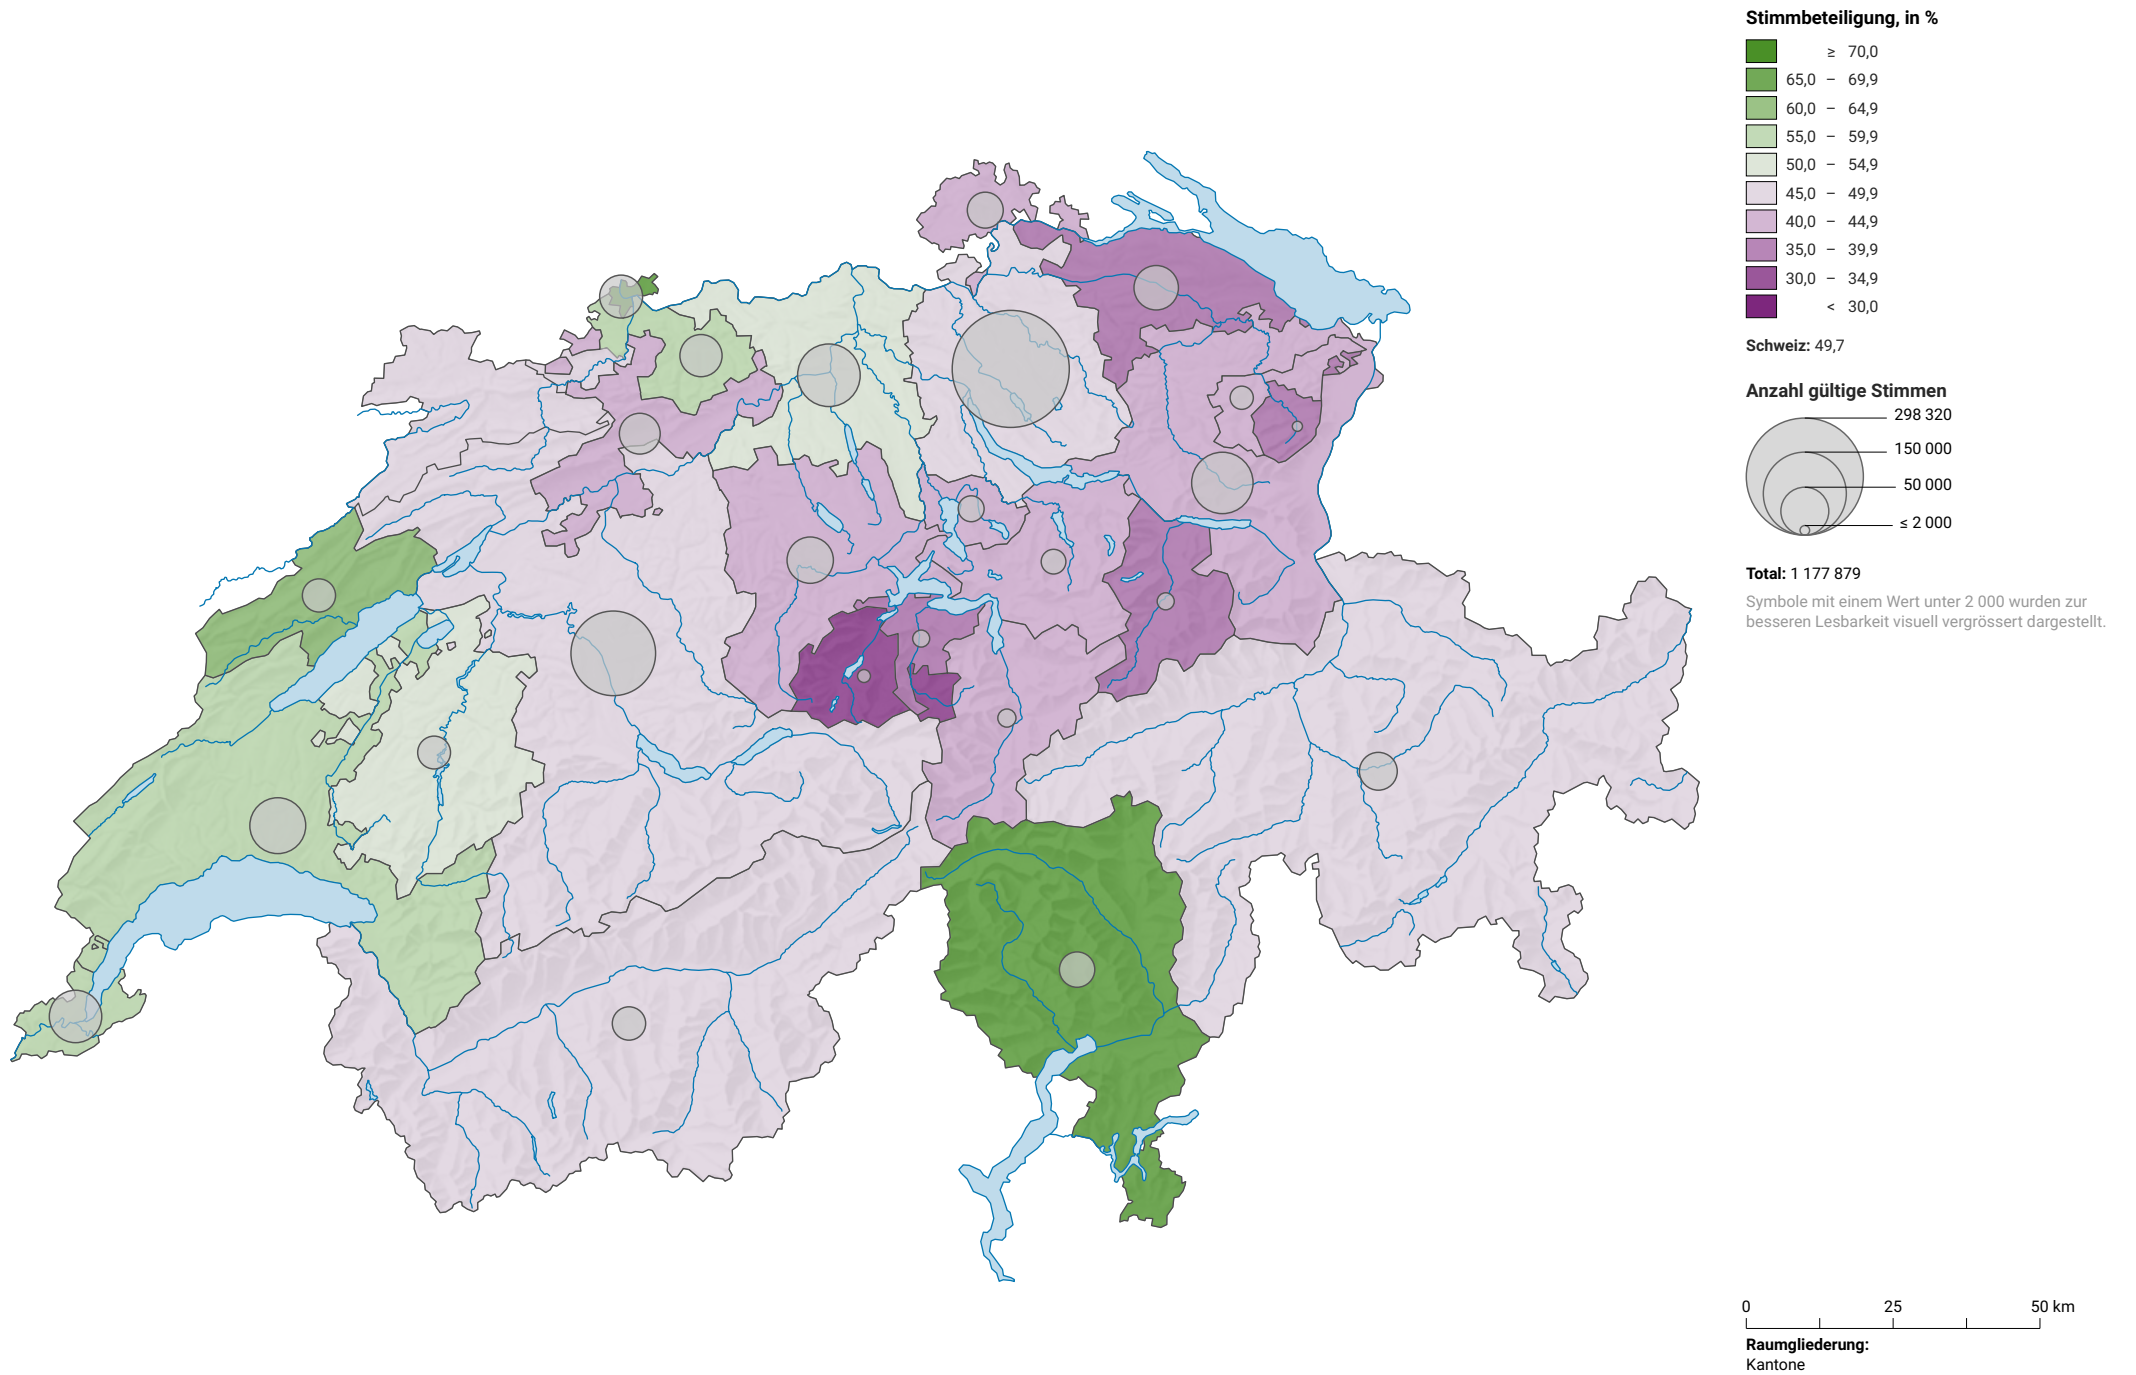 Stimmbeteiligung, in %
≥ 70,0
65,0 – 69,9
60,0 – 64,9
55,0 – 59,9
50,0 – 54,9
45,0 – 49,9
40,0 – 44,9
35,0 – 39,9
30,0 – 34,9
< 30,0
Schweiz: 49,7
Anzahl gültige Stimmen
298 320
150 000
50 000
≤ 2 000
Total: 1 177 879
Symbole mit einem Wert unter 2 000 wurden zur
besseren Lesbarkeit visuell vergrössert dargestellt.
0 25 50 km
Raumgliederung:
Kantone